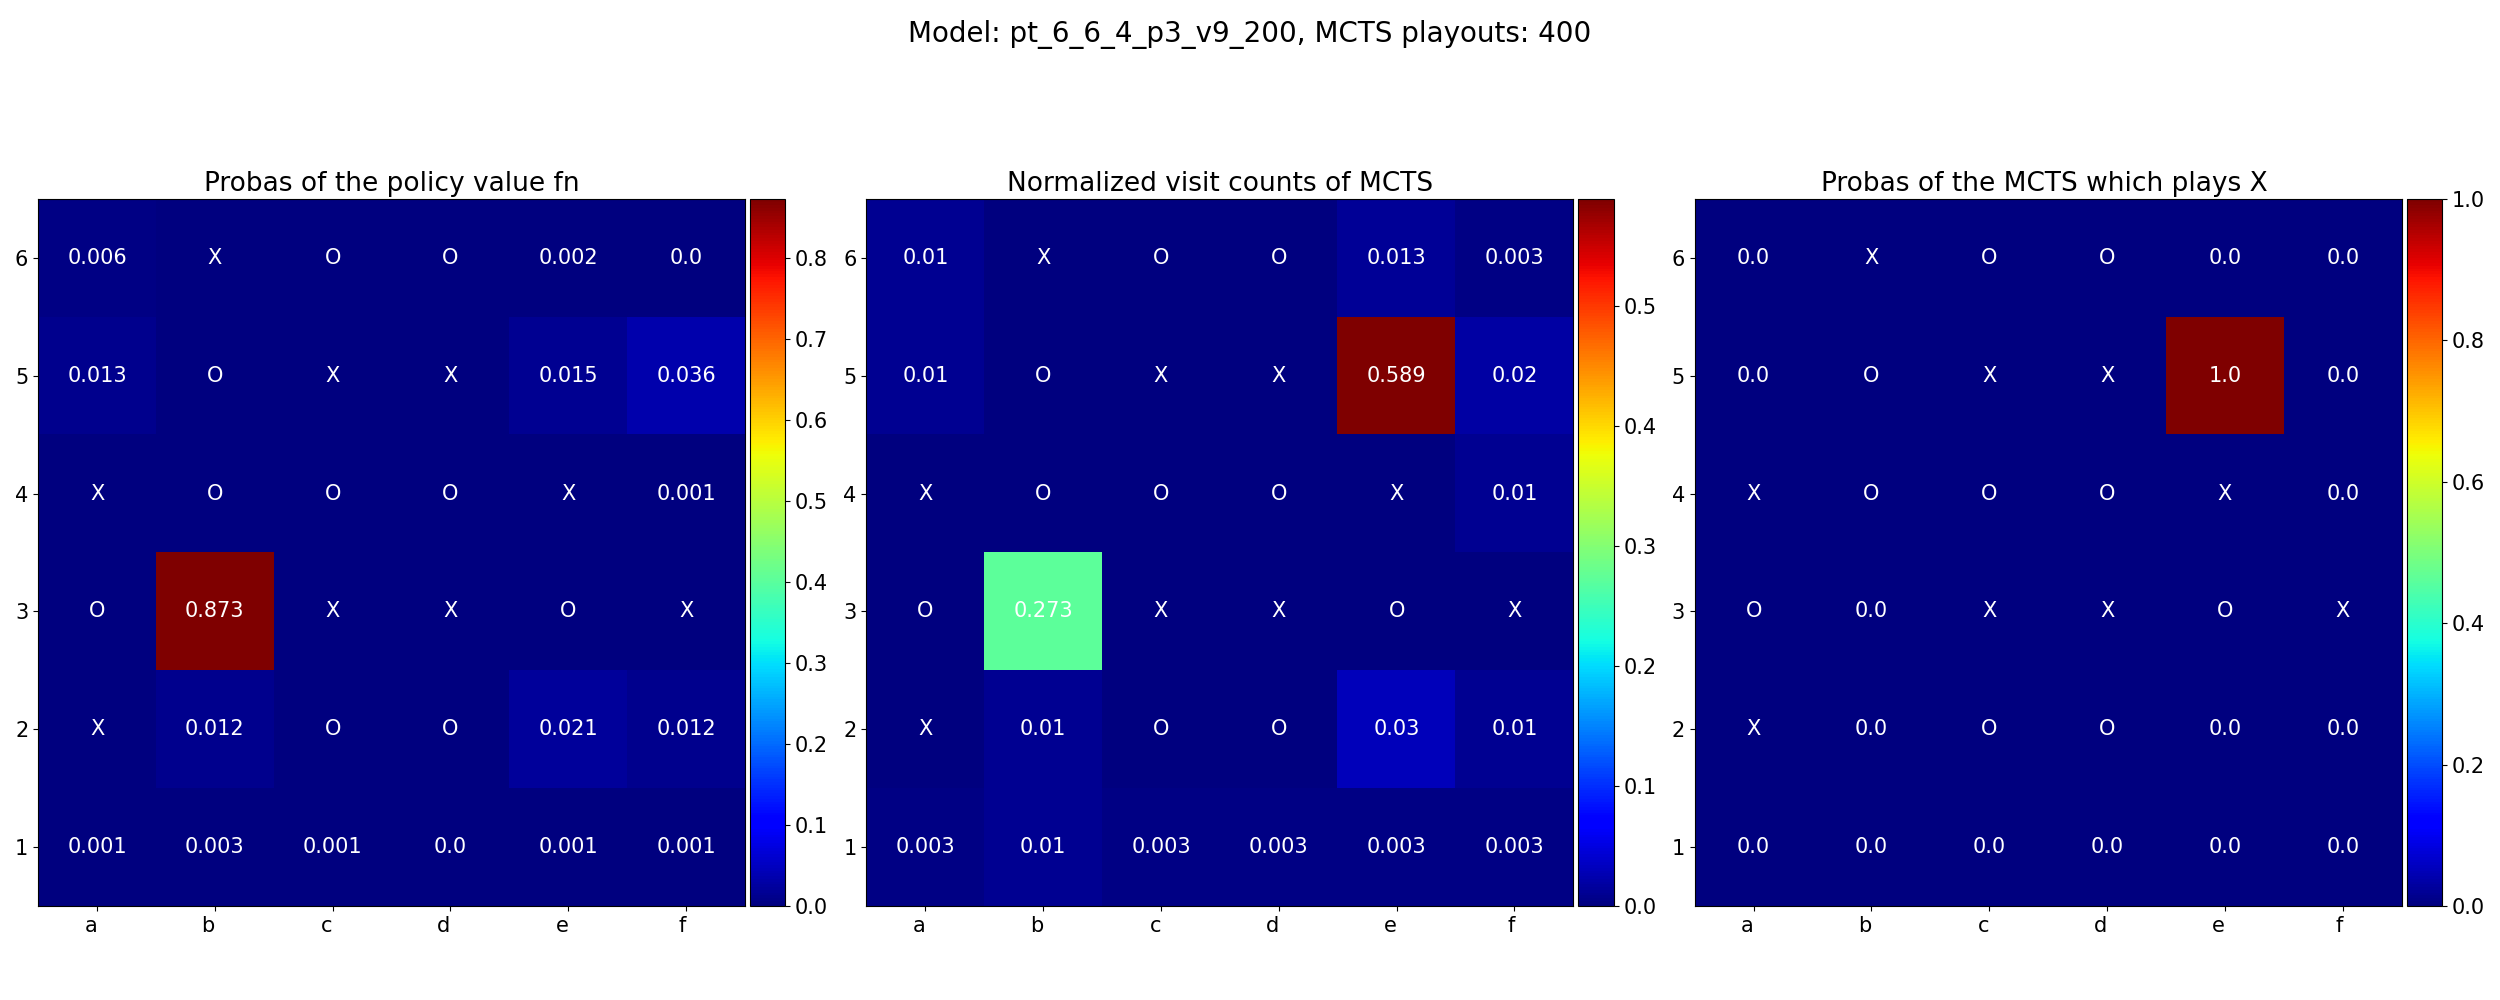 Model: pt_6_6_4_p3_v9_200, MCTS playouts: 400
Probas of the policy value fn
6 0.006 X O O 0.002 0.0
5 0.013 O X X 0.015 0.036
4 X O O O X 0.001
3 O 0.873 X X O X
2 X 0.012 O O 0.021 0.012
1 0.001 0.003 0.001 0.0 0.001 0.001
a b c d e f
0.8
0.7
0.6
0.5
0.4
0.3
0.2
0.1
0.0
Normalized visit counts of MCTS
6 0.01 X O O 0.013 0.003
5 0.01 O X X 0.589 0.02
4 X O O O X 0.01
3 O 0.273 X X O X
2 X 0.01 O O 0.03 0.01
1 0.003 0.01 0.003 0.003 0.003 0.003
a b c d e f
0.5
0.4
0.3
0.2
0.1
0.0
Probas of the MCTS which plays X
6 0.0 X O O 0.0 0.0
5 0.0 O X X 1.0 0.0
4 X O O O X 0.0
3 O 0.0 X X O X
2 X 0.0 O O 0.0 0.0
1 0.0 0.0 0.0 0.0 0.0 0.0
a b c d e f
1.0
0.8
0.6
0.4
0.2
0.0